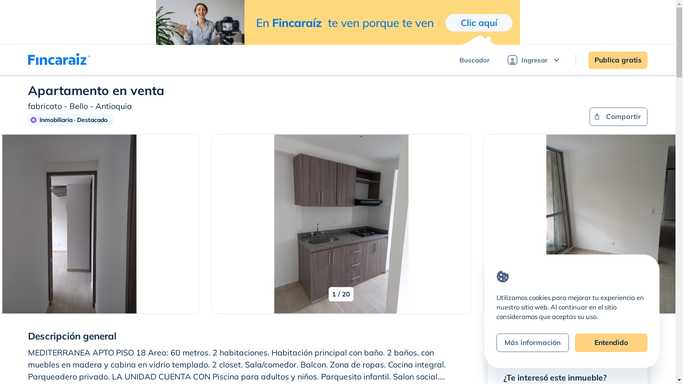 En Fincaraíz te ven porque te ven
Clic aquí
Fincaraiz
Buscador
Ingresar
Publica gratis
Apartamento en venta
fabricato - Bello - Antioquia
Inmobiliaria · Destacado
Compartir
1 / 20
Utilizamos cookies para mejorar tu experiencia en
nuestro sitio web. Al continuar en el sitio
consideramos que aceptas su uso.
Más información
Entendido
Descripción general
MEDITERRANEA APTO PISO 18 Area: 60 metros. 2 habitaciones. Habitación principal con baño. 2 baños, con
muebles en madera y cabina en vidrio templado. 2 closet. Sala/comedor. Balcon. Zona de ropas. Cocina integral.
Parqueadero privado. LA UNIDAD CUENTA CON Piscina para adultos y niños. Parquesito infantil. Salon social....
¿Te interesó este inmueble?